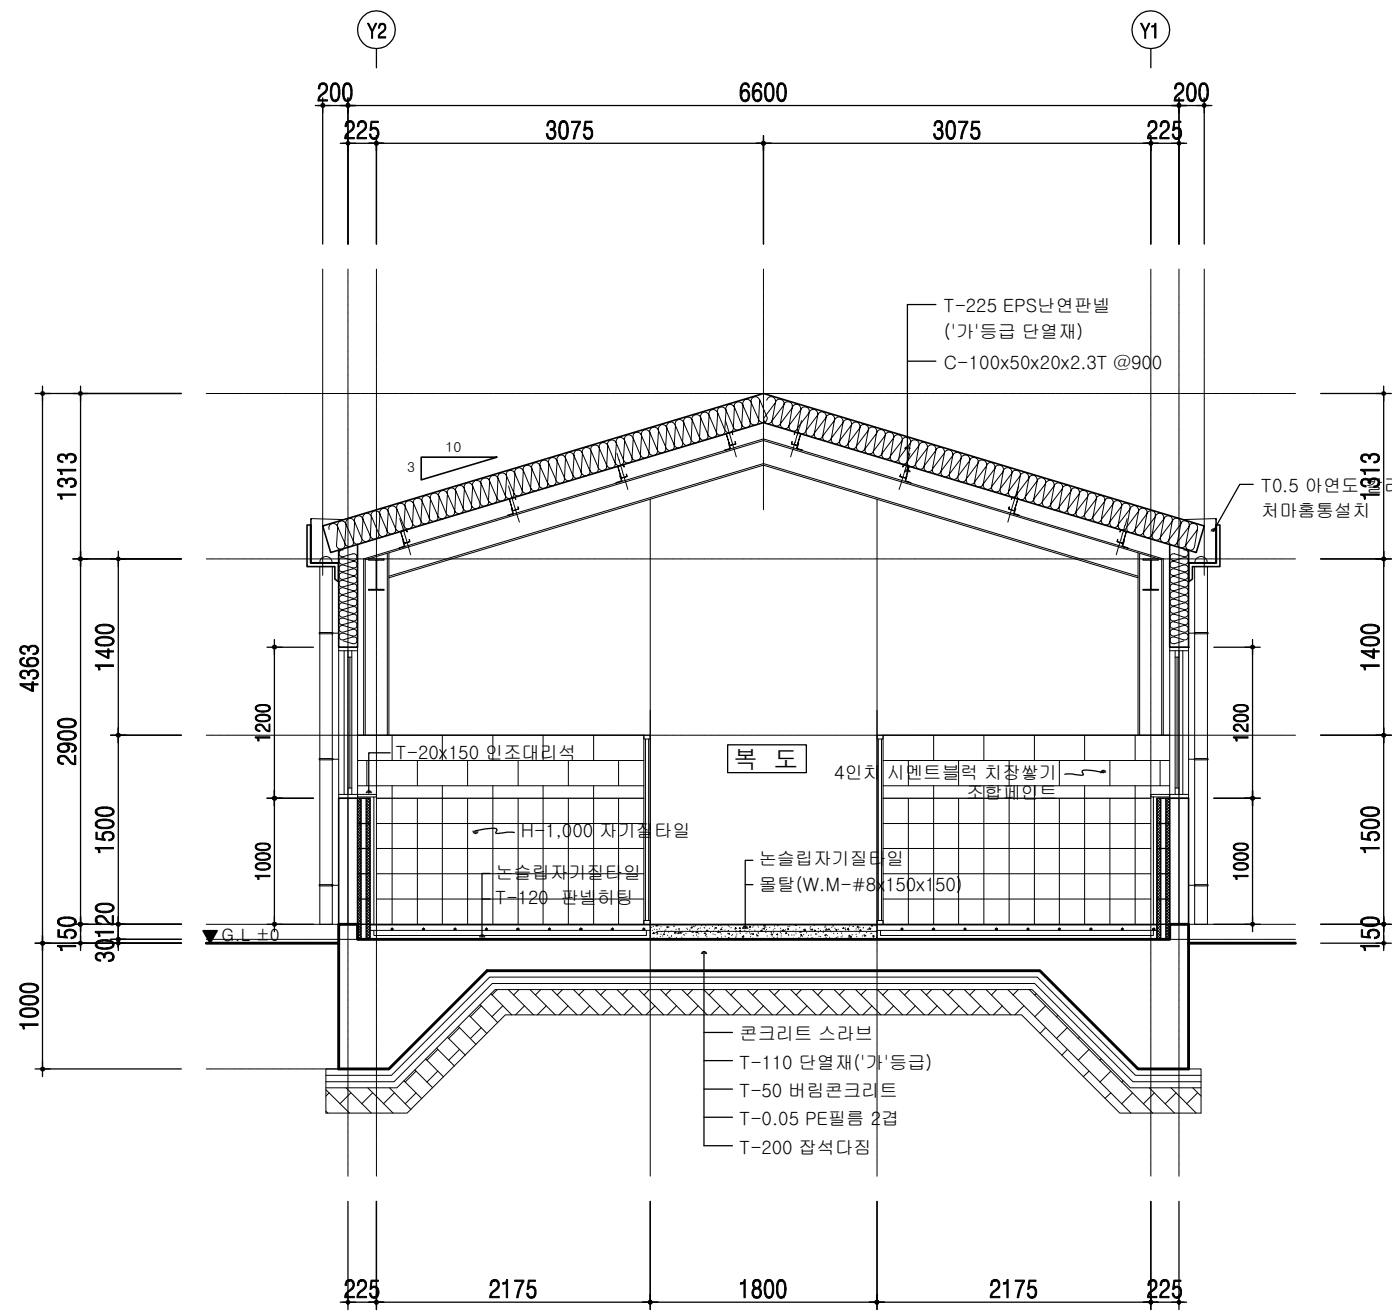 Y2
Y1
200
6600
200
225
3075
3075
225
T-225 EPS난연판넬
('가'등급 단열재)
C-100x50x20x2.3T @900
10
3
T0.5 아연도
처마홈통설치
1313
1313
4363
2900
1400
1400
1200
1200
T-20x150 인조대리석
복 도
4인치 시멘트블럭 치장쌓기
조합페인트
1500
1500
1000
1000
H-1,000 자기질타일
논슬립자기질타일
T-120 판넬히팅
논슬립자기질타일
몰탈(W.M-#8x150x150)
150
30
120
150
G.L ±0
1000
콘크리트 스라브
T-110 단열재('가'등급)
T-50 버림콘크리트
T-0.05 PE필름 2겹
T-200 잡석다짐
225
2175
1800
2175
225